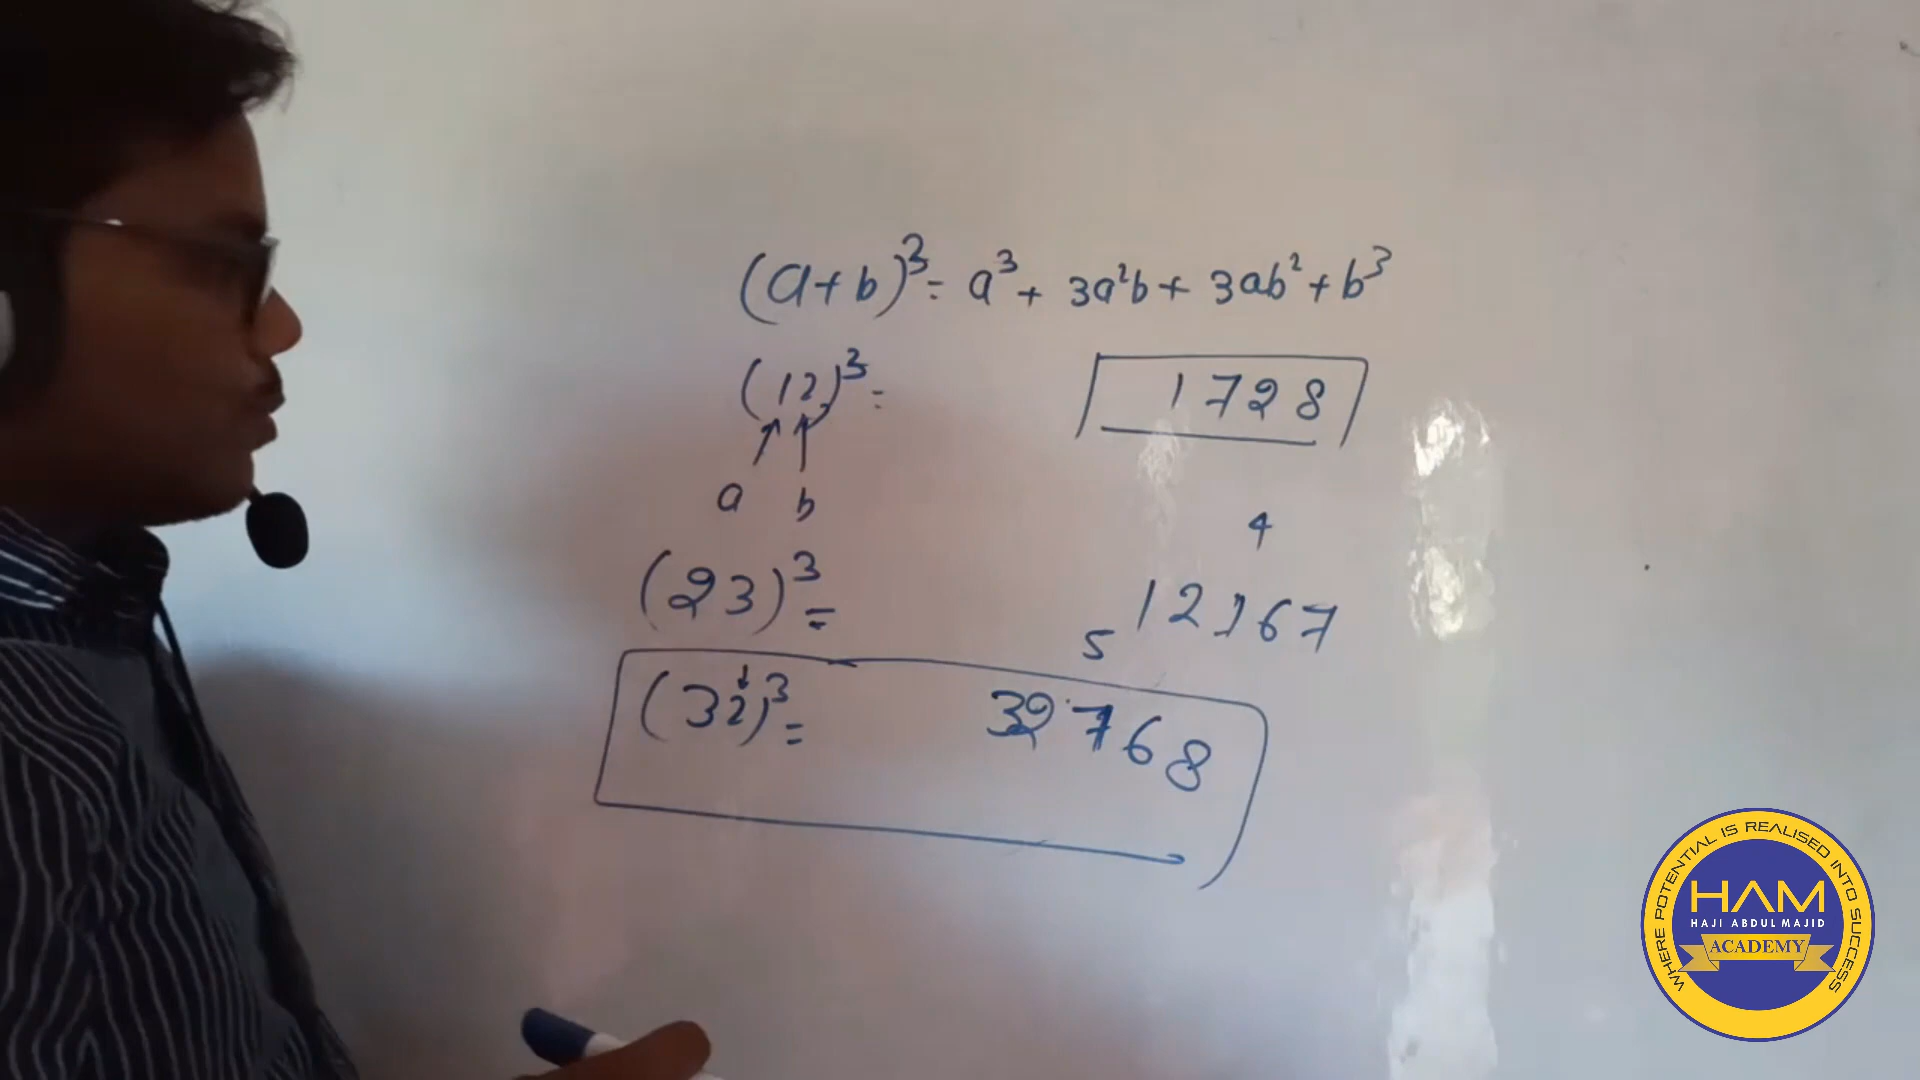 (a+b)³= a³+ 3a²b+ 3ab²+b³
(12)³= 1728
a b
4
(23)³= 12167
5
(32)³= 32768
WHERE POTENTIAL IS REALISED INTO SUCCESS
HAM
HAJI ABDUL MAJID
ACADEMY